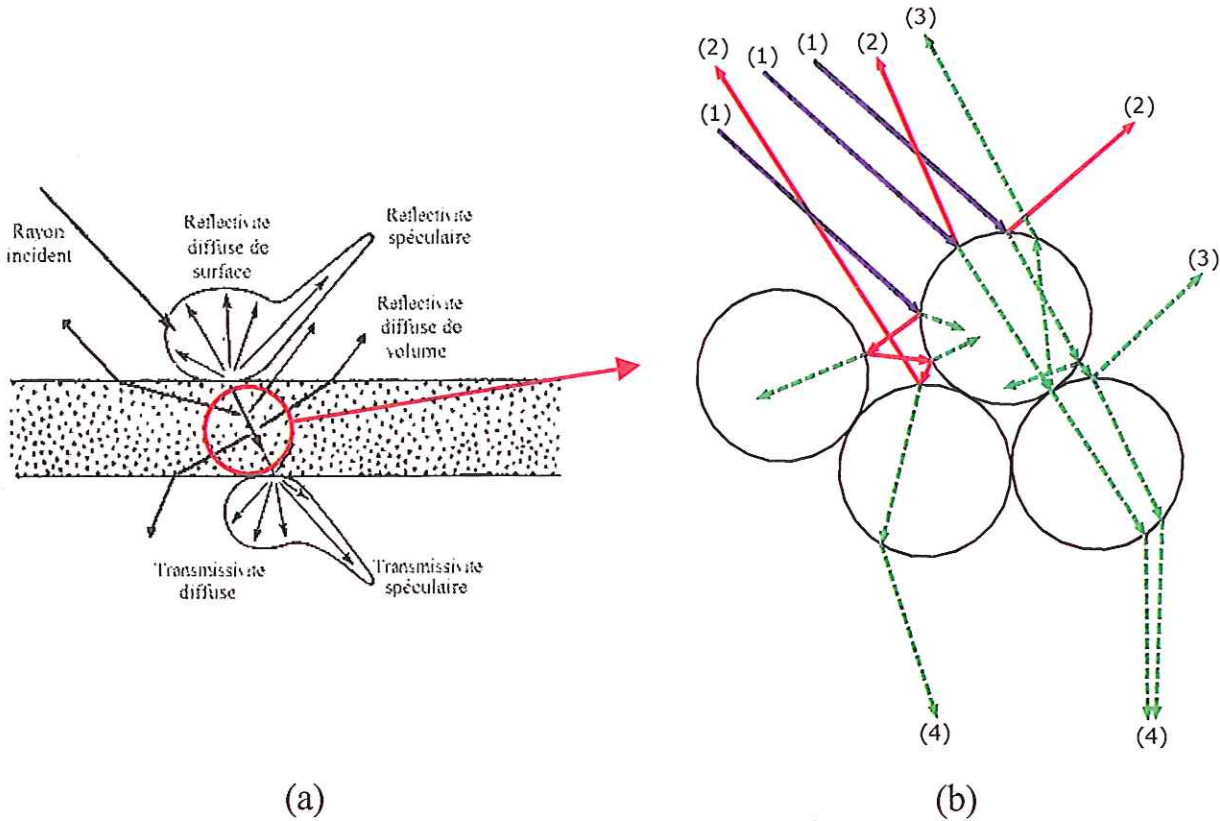 Rayon
incident
Reflectivite
diffuse de
surface
Reflectivite
spéculaire
Reflectivite
diffuse de
volume
Transmissivite
diffuse
Transmissivite
spéculaire
(a)
(1)
(2)
(1)
(1)
(2)
(3)
(2)
(3)
(4)
(4)
(b)